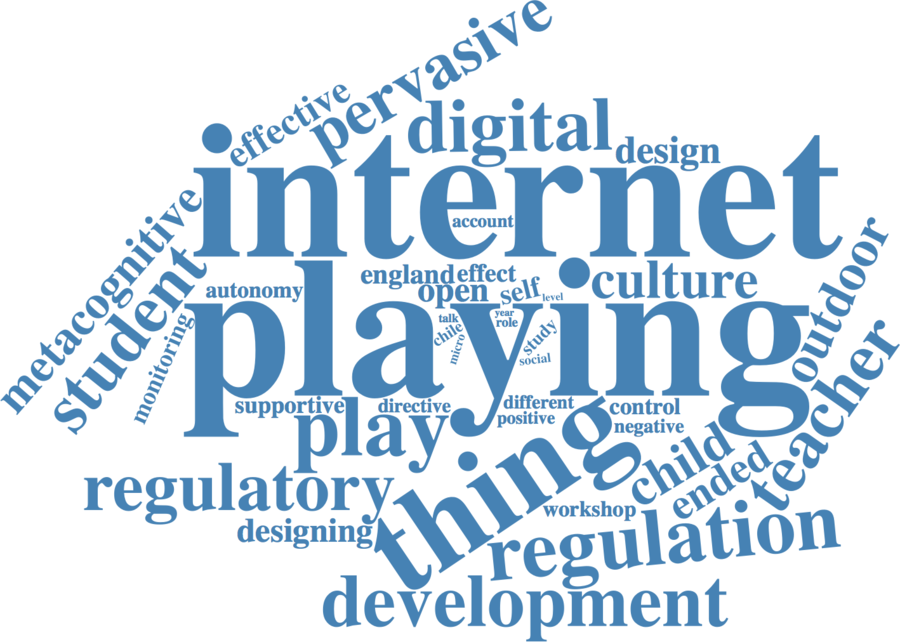 pervasive
effective
digital
design
internet
account
metacognitive
student
monitoring
autonomy
england
effect
open
self
level
culture
outdoor
playing
talk
chile
micro
year
role
study
social
supportive
directive
different
positive
control
negative
play
thing
child
ended
teacher
regulatory
designing
workshop
regulation
development